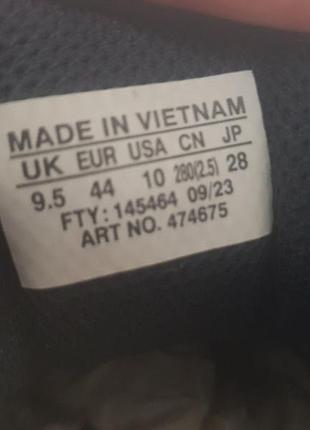 MADE IN VIETNAM
UK EUR USA CN JP
9.5 44 10 280(2.5) 28
FTY: 145464 09/23
ART NO. 474675